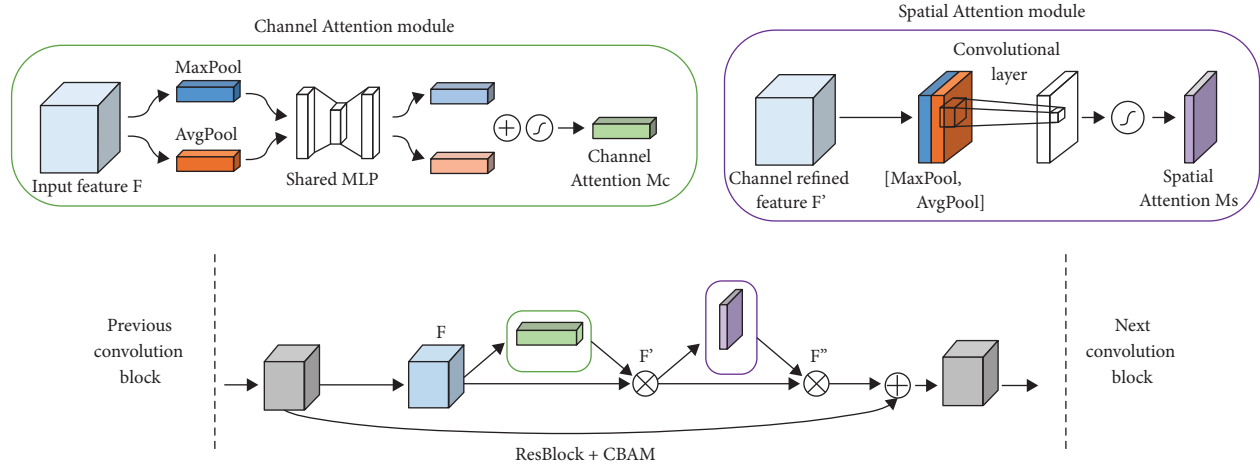 Channel Attention module
MaxPool
AvgPool
Input feature F
Shared MLP
Channel
Attention Mc
Spatial Attention module
Convolutional
layer
Channel refined
feature F’
[MaxPool,
AvgPool]
Spatial
Attention Ms
Previous
convolution
block
F
F’
F”
Next
convolution
block
ResBlock + CBAM